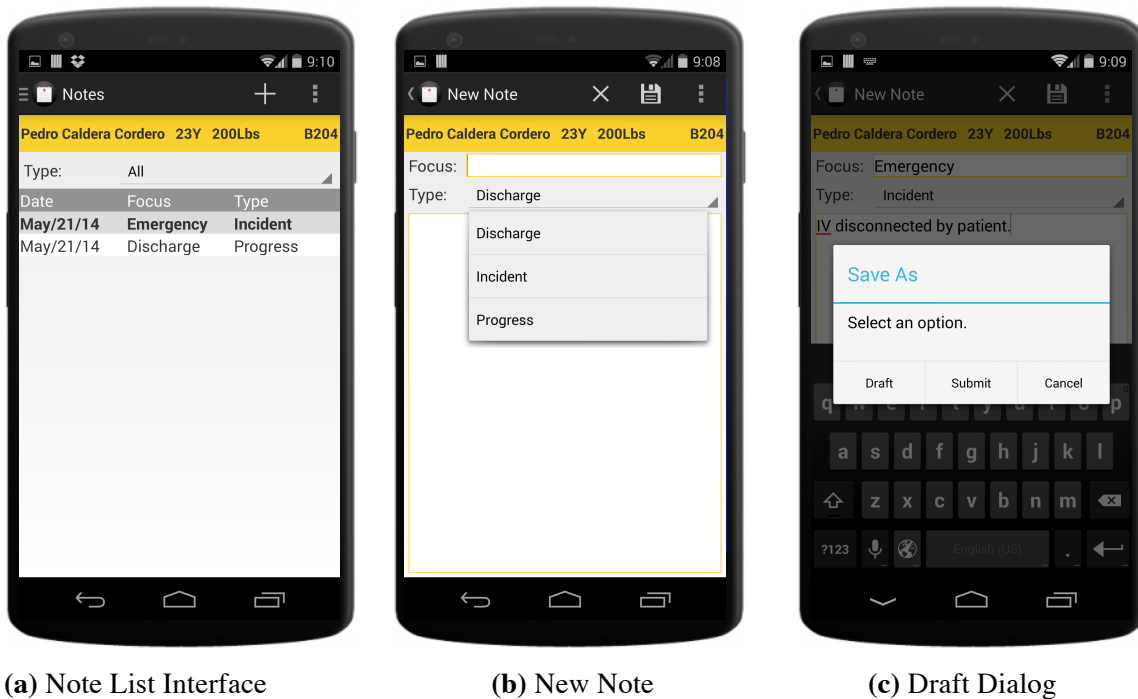 9:10
Notes
Pedro Caldera Cordero 23Y 200Lbs B204
Type: All
Date Focus Type
May/21/14 Emergency Incident
May/21/14 Discharge Progress
(a) Note List Interface
9:08
New Note
Pedro Caldera Cordero 23Y 200Lbs B204
Focus:
Type: Discharge
Discharge
Incident
Progress
(b) New Note
9:09
New Note
Pedro Caldera Cordero 23Y 200Lbs B204
Focus: Emergency
Type: Incident
IV disconnected by patient.
Save As
Select an option.
Draft Submit Cancel
q w e r t y u i o p
a s d f g h j k l
z x c v b n m
?123 English (US) .
(c) Draft Dialog